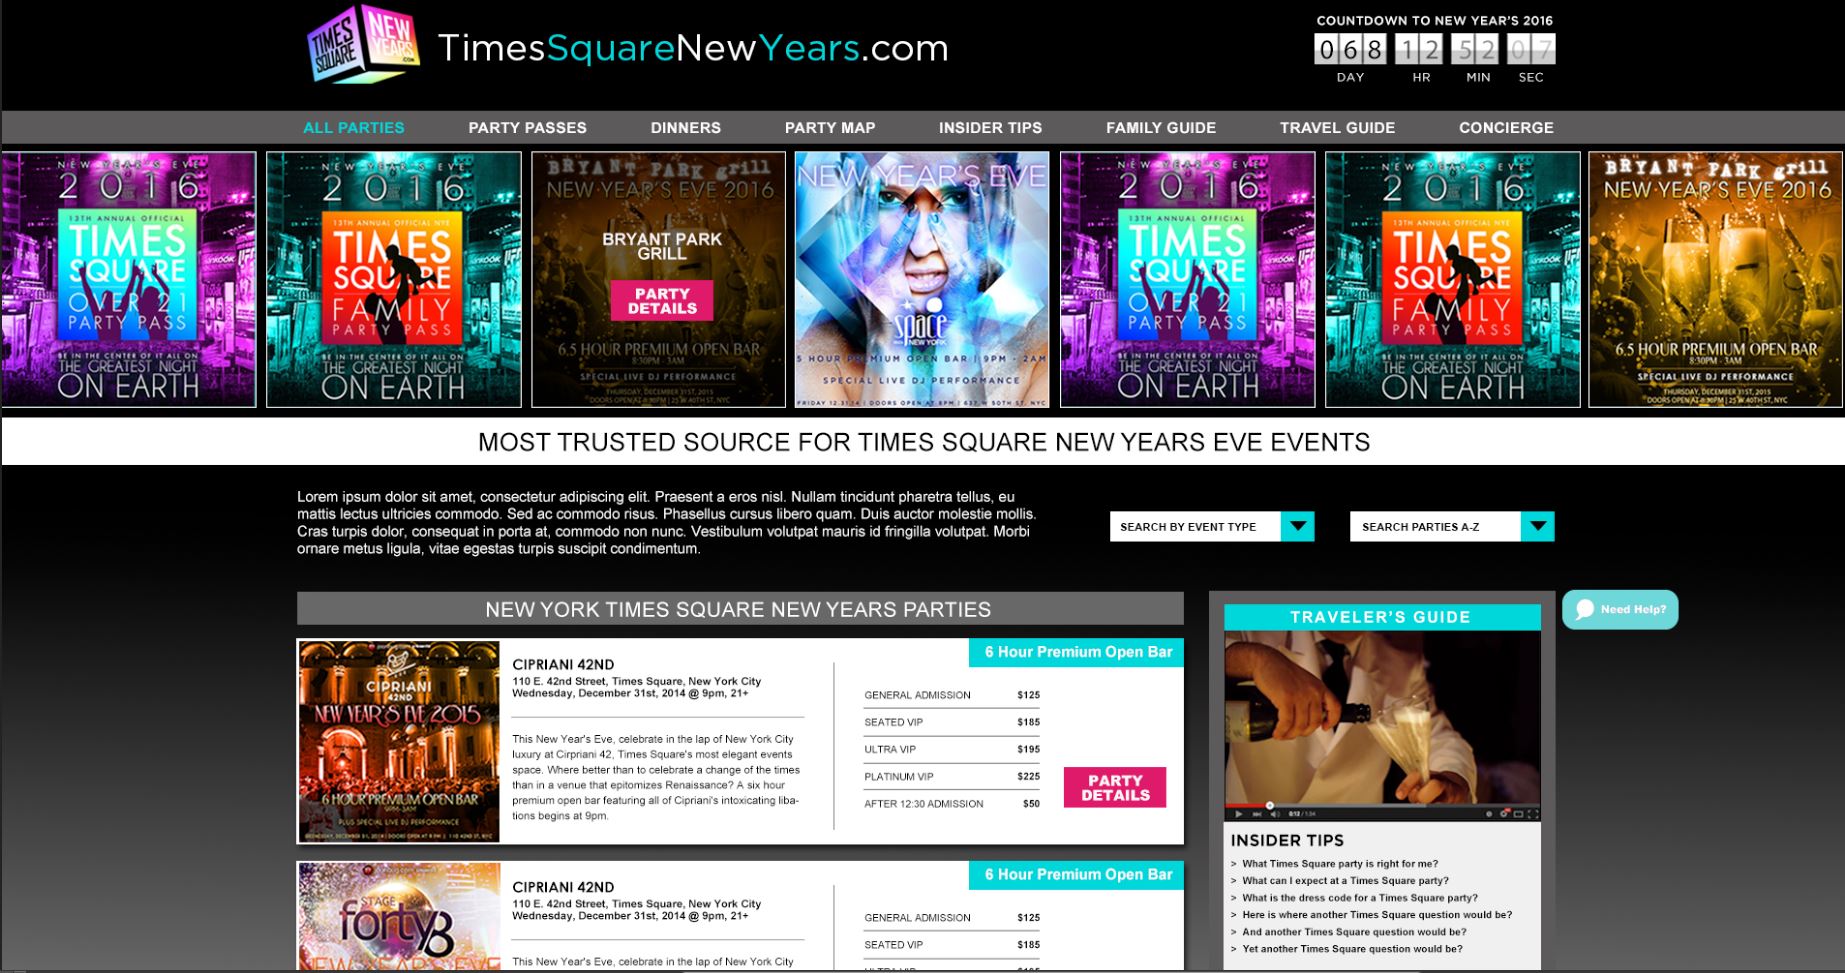 TIMES SQUARE NEW YEARS .COM
TimesSquareNewYears.com
COUNTDOWN TO NEW YEAR'S 2016
068 12 52 07
DAY HR MIN SEC
ALL PARTIES PARTY PASSES DINNERS PARTY MAP INSIDER TIPS FAMILY GUIDE TRAVEL GUIDE CONCIERGE
NEW YEAR'S EVE
2016
13TH ANNUAL OFFICIAL
TIMES
SQUARE
OVER 21
PARTY PASS
BE IN THE CENTER OF IT ALL ON
THE GREATEST NIGHT
ON EARTH
NEW YEAR'S EVE
2016
13TH ANNUAL OFFICIAL NYE
TIMES
SQUARE
FAMILY
PARTY PASS
BE IN THE CENTER OF IT ALL ON
THE GREATEST NIGHT
ON EARTH
BRYANT PARK grill
NEW YEAR'S EVE 2016
BRYANT PARK
GRILL
PARTY
DETAILS
6.5 HOUR PREMIUM OPEN BAR
8:30PM - 3AM
SPECIAL LIVE DJ PERFORMANCE
THURSDAY, DECEMBER 31ST, 2015
DOORS OPEN AT 8:30PM | 25 W 40TH ST, NYC
NEW YEAR'S EVE
space
NEW YORK
5 HOUR PREMIUM OPEN BAR | 9PM - 2AM
SPECIAL LIVE DJ PERFORMANCE
FRIDAY 12.31.14 | DOORS OPEN AT 8PM | 637 W 50TH ST, NYC
NEW YEAR'S EVE
2016
13TH ANNUAL OFFICIAL
TIMES
SQUARE
OVER 21
PARTY PASS
BE IN THE CENTER OF IT ALL ON
THE GREATEST NIGHT
ON EARTH
NEW YEAR'S EVE
2016
13TH ANNUAL OFFICIAL NYE
TIMES
SQUARE
FAMILY
PARTY PASS
BE IN THE CENTER OF IT ALL ON
THE GREATEST NIGHT
ON EARTH
BRYANT PARK grill
NEW YEAR'S EVE 2016
6.5 HOUR PREMIUM OPEN BAR
8:30PM - 3AM
SPECIAL LIVE DJ PERFORMANCE
THURSDAY, DECEMBER 31ST, 2015
DOORS OPEN AT 8:30PM | 25 W 40TH ST, NYC
MOST TRUSTED SOURCE FOR TIMES SQUARE NEW YEARS EVE EVENTS
Lorem ipsum dolor sit amet, consectetur adipiscing elit. Praesent a eros nisl. Nullam tincidunt pharetra tellus, eu
mattis lectus ultricies commodo. Sed ac commodo risus. Phasellus cursus libero quam. Duis auctor molestie mollis.
Cras turpis dolor, consequat in porta at, commodo non nunc. Vestibulum volutpat mauris id fringilla volutpat. Morbi
ornare metus ligula, vitae egestas turpis suscipit condimentum.
SEARCH BY EVENT TYPE
SEARCH PARTIES A-Z
NEW YORK TIMES SQUARE NEW YEARS PARTIES
CIPRIANI
42ND
NEW YEAR'S EVE 2015
6 HOUR PREMIUM OPEN BAR
9PM-3AM
PLUS SPECIAL LIVE DJ PERFORMANCE
WEDNESDAY, DECEMBER 31, 2014 | DOORS OPEN AT 9 PM | 110 42ND ST, NYC
CIPRIANI 42ND
110 E. 42nd Street, Times Square, New York City
Wednesday, December 31st, 2014 @ 9pm, 21+
This New Year's Eve, celebrate in the lap of New York City
luxury at Cirpriani 42, Times Square's most elegant events
space. Where better than to celebrate a change of the times
than in a venue that epitomizes Renaissance? A six hour
premium open bar featuring all of Cipriani's intoxicating liba-
tions begins at 9pm.
6 Hour Premium Open Bar
GENERAL ADMISSION $125
SEATED VIP $185
ULTRA VIP $195
PLATINUM VIP $225
AFTER 12:30 ADMISSION $50
PARTY
DETAILS
STAGE
forty8
NEW YEAR'S EVE
CIPRIANI 42ND
110 E. 42nd Street, Times Square, New York City
Wednesday, December 31st, 2014 @ 9pm, 21+
This New Year's Eve, celebrate in the lap of New York City
6 Hour Premium Open Bar
GENERAL ADMISSION $125
SEATED VIP $185
ULTRA VIP $195
TRAVELER'S GUIDE
0:12 / 1:34
INSIDER TIPS
> What Times Square party is right for me?
> What can I expect at a Times Square party?
> What is the dress code for a Times Square party?
> Here is where another Times Square question would be?
> And another Times Square question would be?
> Yet another Times Square question would be?
Need Help?